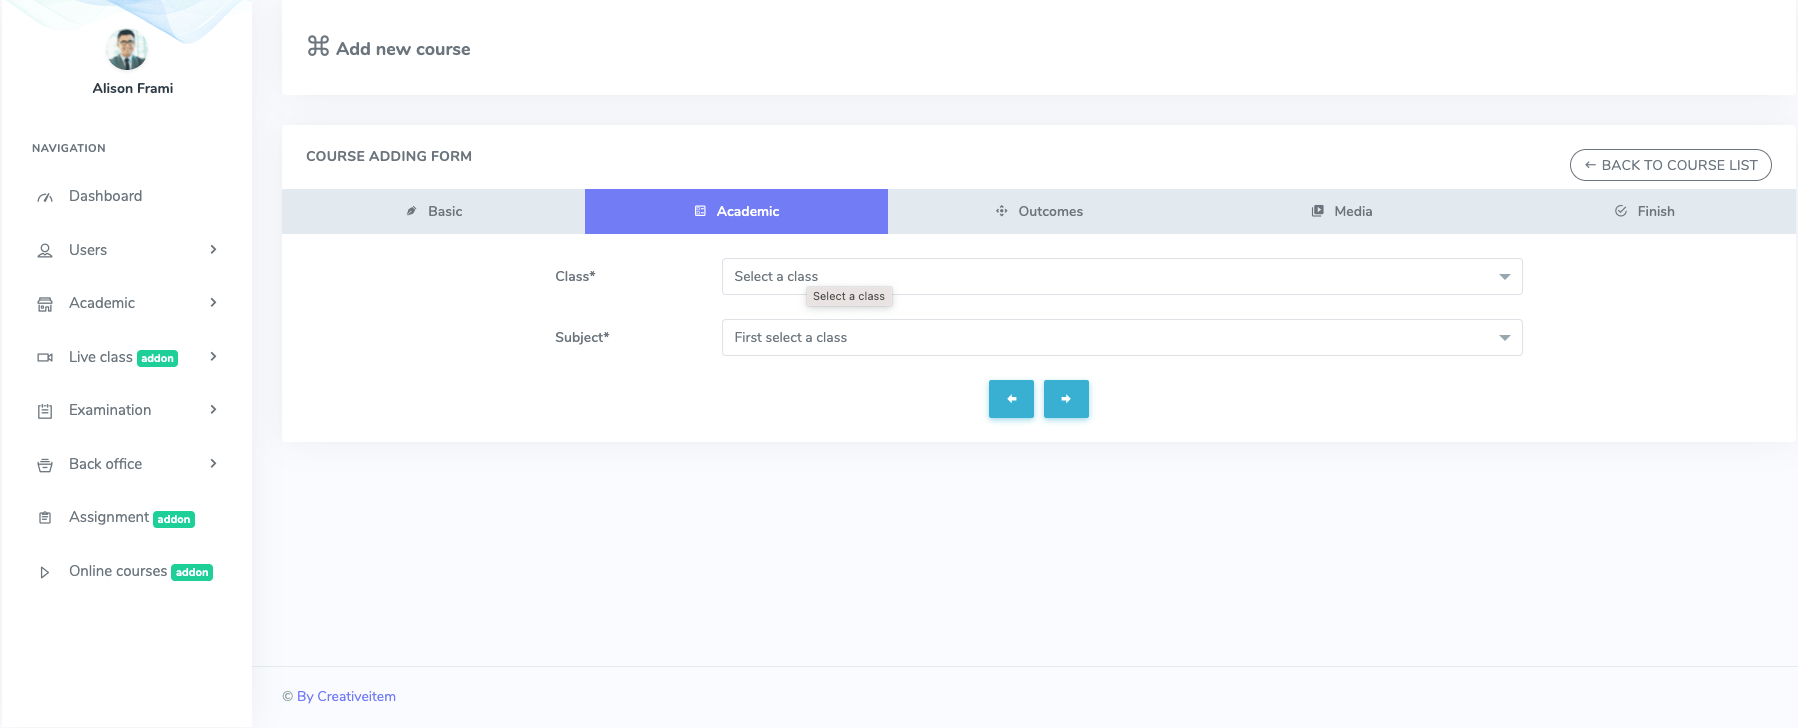 Alison Frami
NAVIGATION
Dashboard
Users
Academic
Live class addon
Examination
Back office
Assignment addon
Online courses addon
Add new course
COURSE ADDING FORM
← BACK TO COURSE LIST
Basic
Academic
Outcomes
Media
Finish
Class*
Select a class
Select a class
Subject*
First select a class
© By Creativeitem